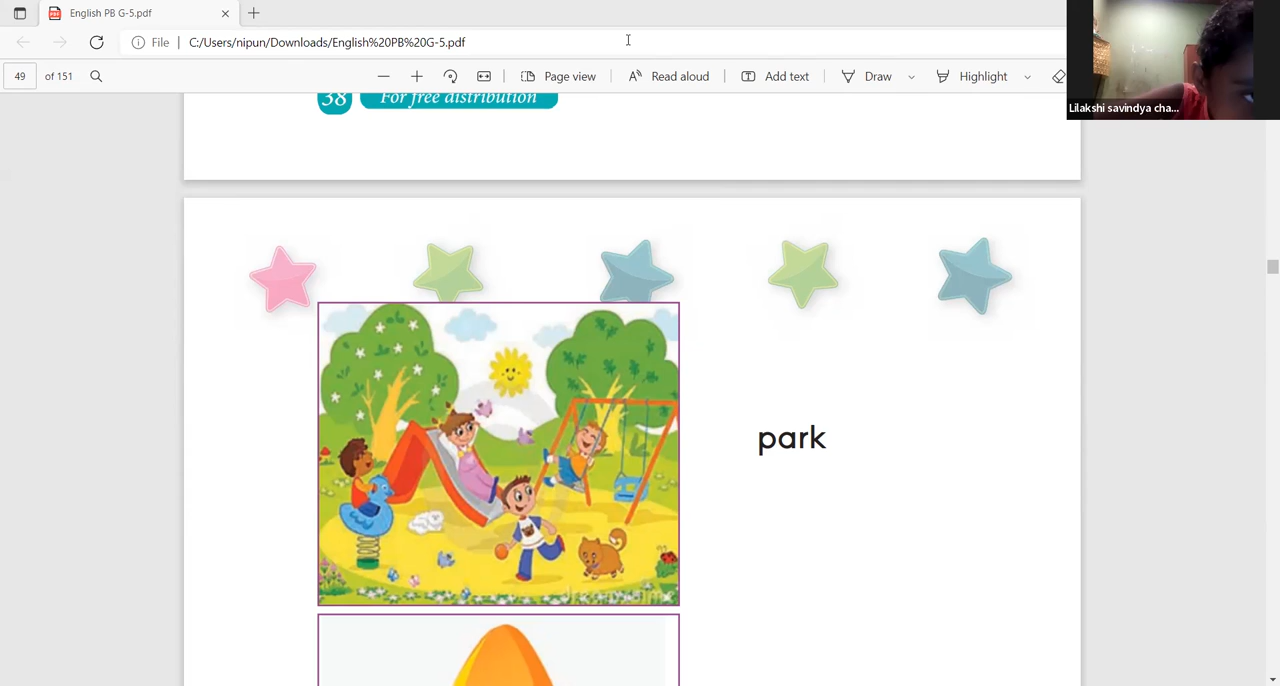 English PB G-5.pdf
File
C:/Users/nipun/Downloads/English%20PB%20G-5.pdf
49 of 151
Page view
Read aloud
Add text
Draw
Highlight
Lilakshi savindya cha...
38 For free distribution
park